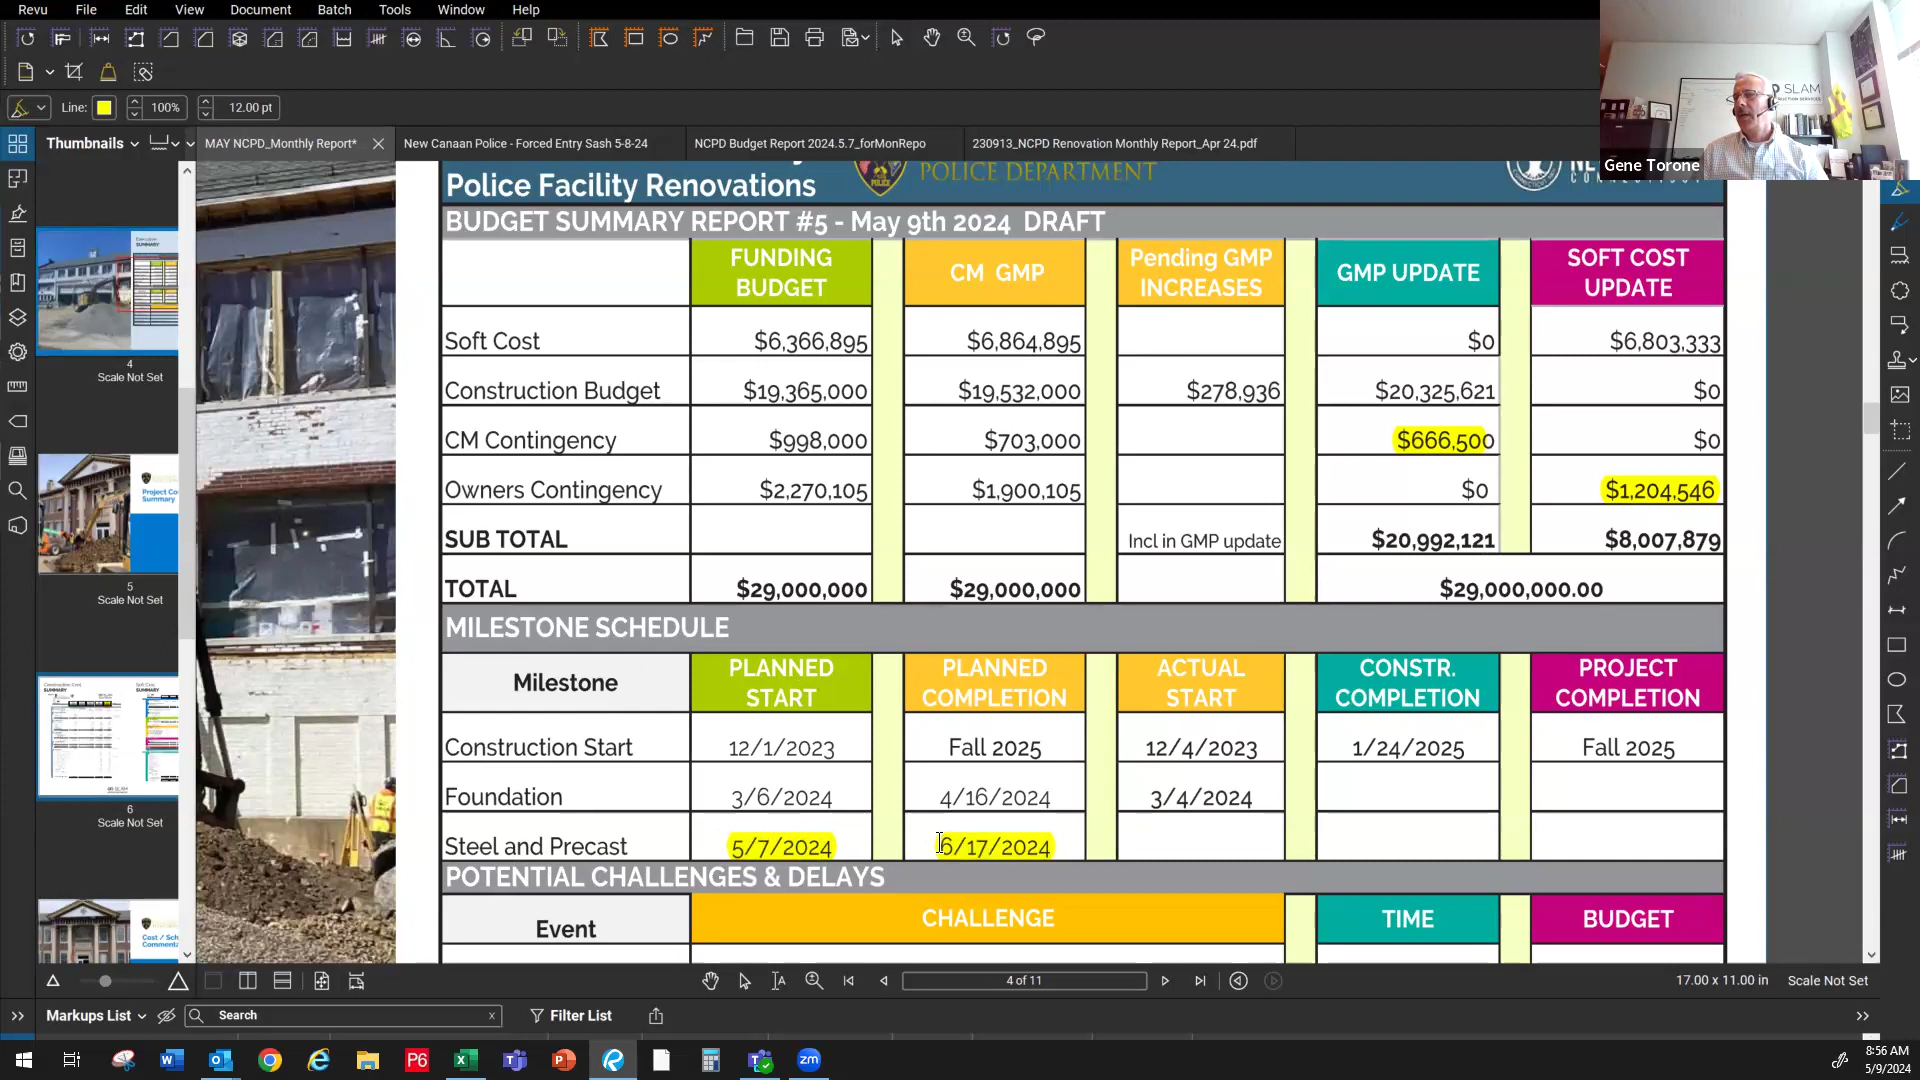 Revu File Edit View Document Batch Tools Window Help
Line: 100% 12.00 pt
Thumbnails
MAY NCPD_Monthly Report* New Canaan Police - Forced Entry Sash 5-8-24 NCPD Budget Report 2024.5.7_forMonRepo 230913_NCPD Renovation Monthly Report_Apr 24.pdf
SLAM
Gene Torone
POLICE DEPARTMENT
Police Facility Renovations
BUDGET SUMMARY REPORT #5 - May 9th 2024 DRAFT
FUNDING BUDGET CM GMP Pending GMP INCREASES GMP UPDATE SOFT COST UPDATE
Soft Cost $6,366,895 $6,864,895 $0 $6,803,333
Construction Budget $19,365,000 $19,532,000 $278,936 $20,325,621 $0
CM Contingency $998,000 $703,000 $666,500 $0
Owners Contingency $2,270,105 $1,900,105 $0 $1,204,546
SUB TOTAL Incl in GMP update $20,992,121 $8,007,879
TOTAL $29,000,000 $29,000,000 $29,000,000.00
MILESTONE SCHEDULE
Milestone PLANNED START PLANNED COMPLETION ACTUAL START CONSTR. COMPLETION PROJECT COMPLETION
Construction Start 12/1/2023 Fall 2025 12/4/2023 1/24/2025 Fall 2025
Foundation 3/6/2024 4/16/2024 3/4/2024
Steel and Precast 5/7/2024 6/17/2024
POTENTIAL CHALLENGES & DELAYS
Event CHALLENGE TIME BUDGET
4
Scale Not Set
Project Co
Summary
5
Scale Not Set
6
Scale Not Set
Cost / Sch
Commenta
4 of 11
17.00 x 11.00 in Scale Not Set
Markups List Search x Filter List
P6
zm
8:56 AM
5/9/2024